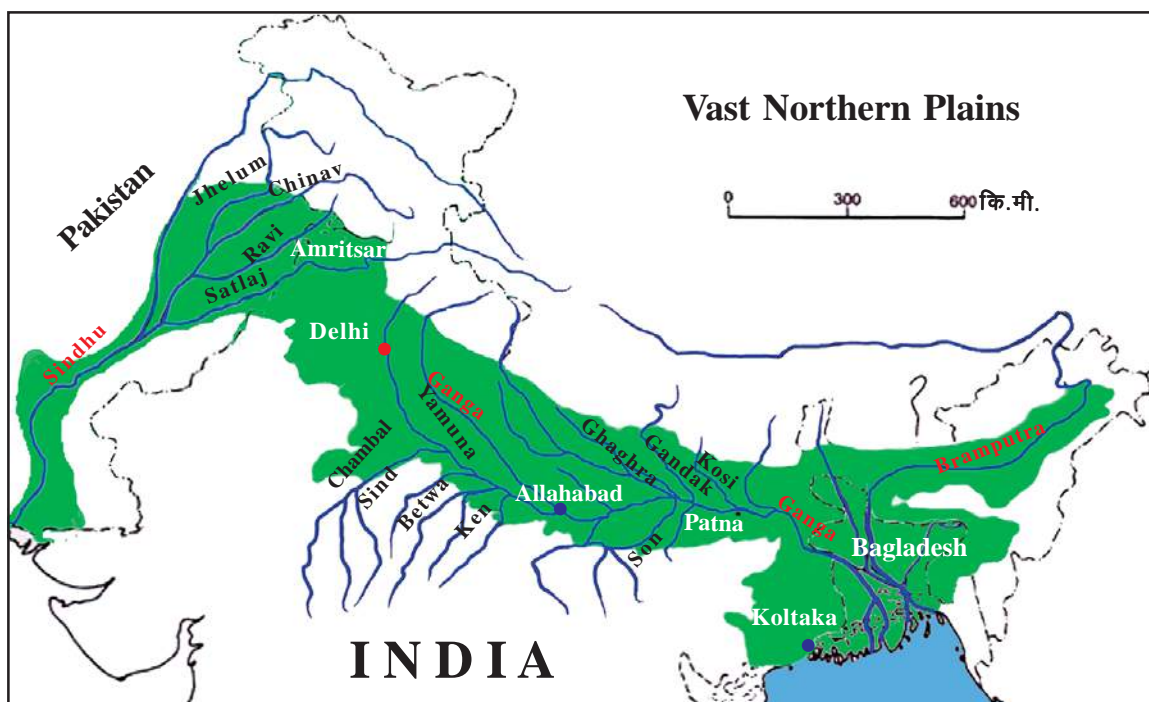 Vast Northern Plains
0 300 600 कि.मी.
Pakistan
Jhelum
Chinav
Ravi
Amritsar
Satlaj
Sindhu
Delhi
Ganga
Yamuna
Chambal
Sind
Betwa
Ken
Allahabad
Ghaghra
Gandak
Kosi
Patna
Son
Ganga
Bramputra
Bagladesh
Koltaka
INDIA